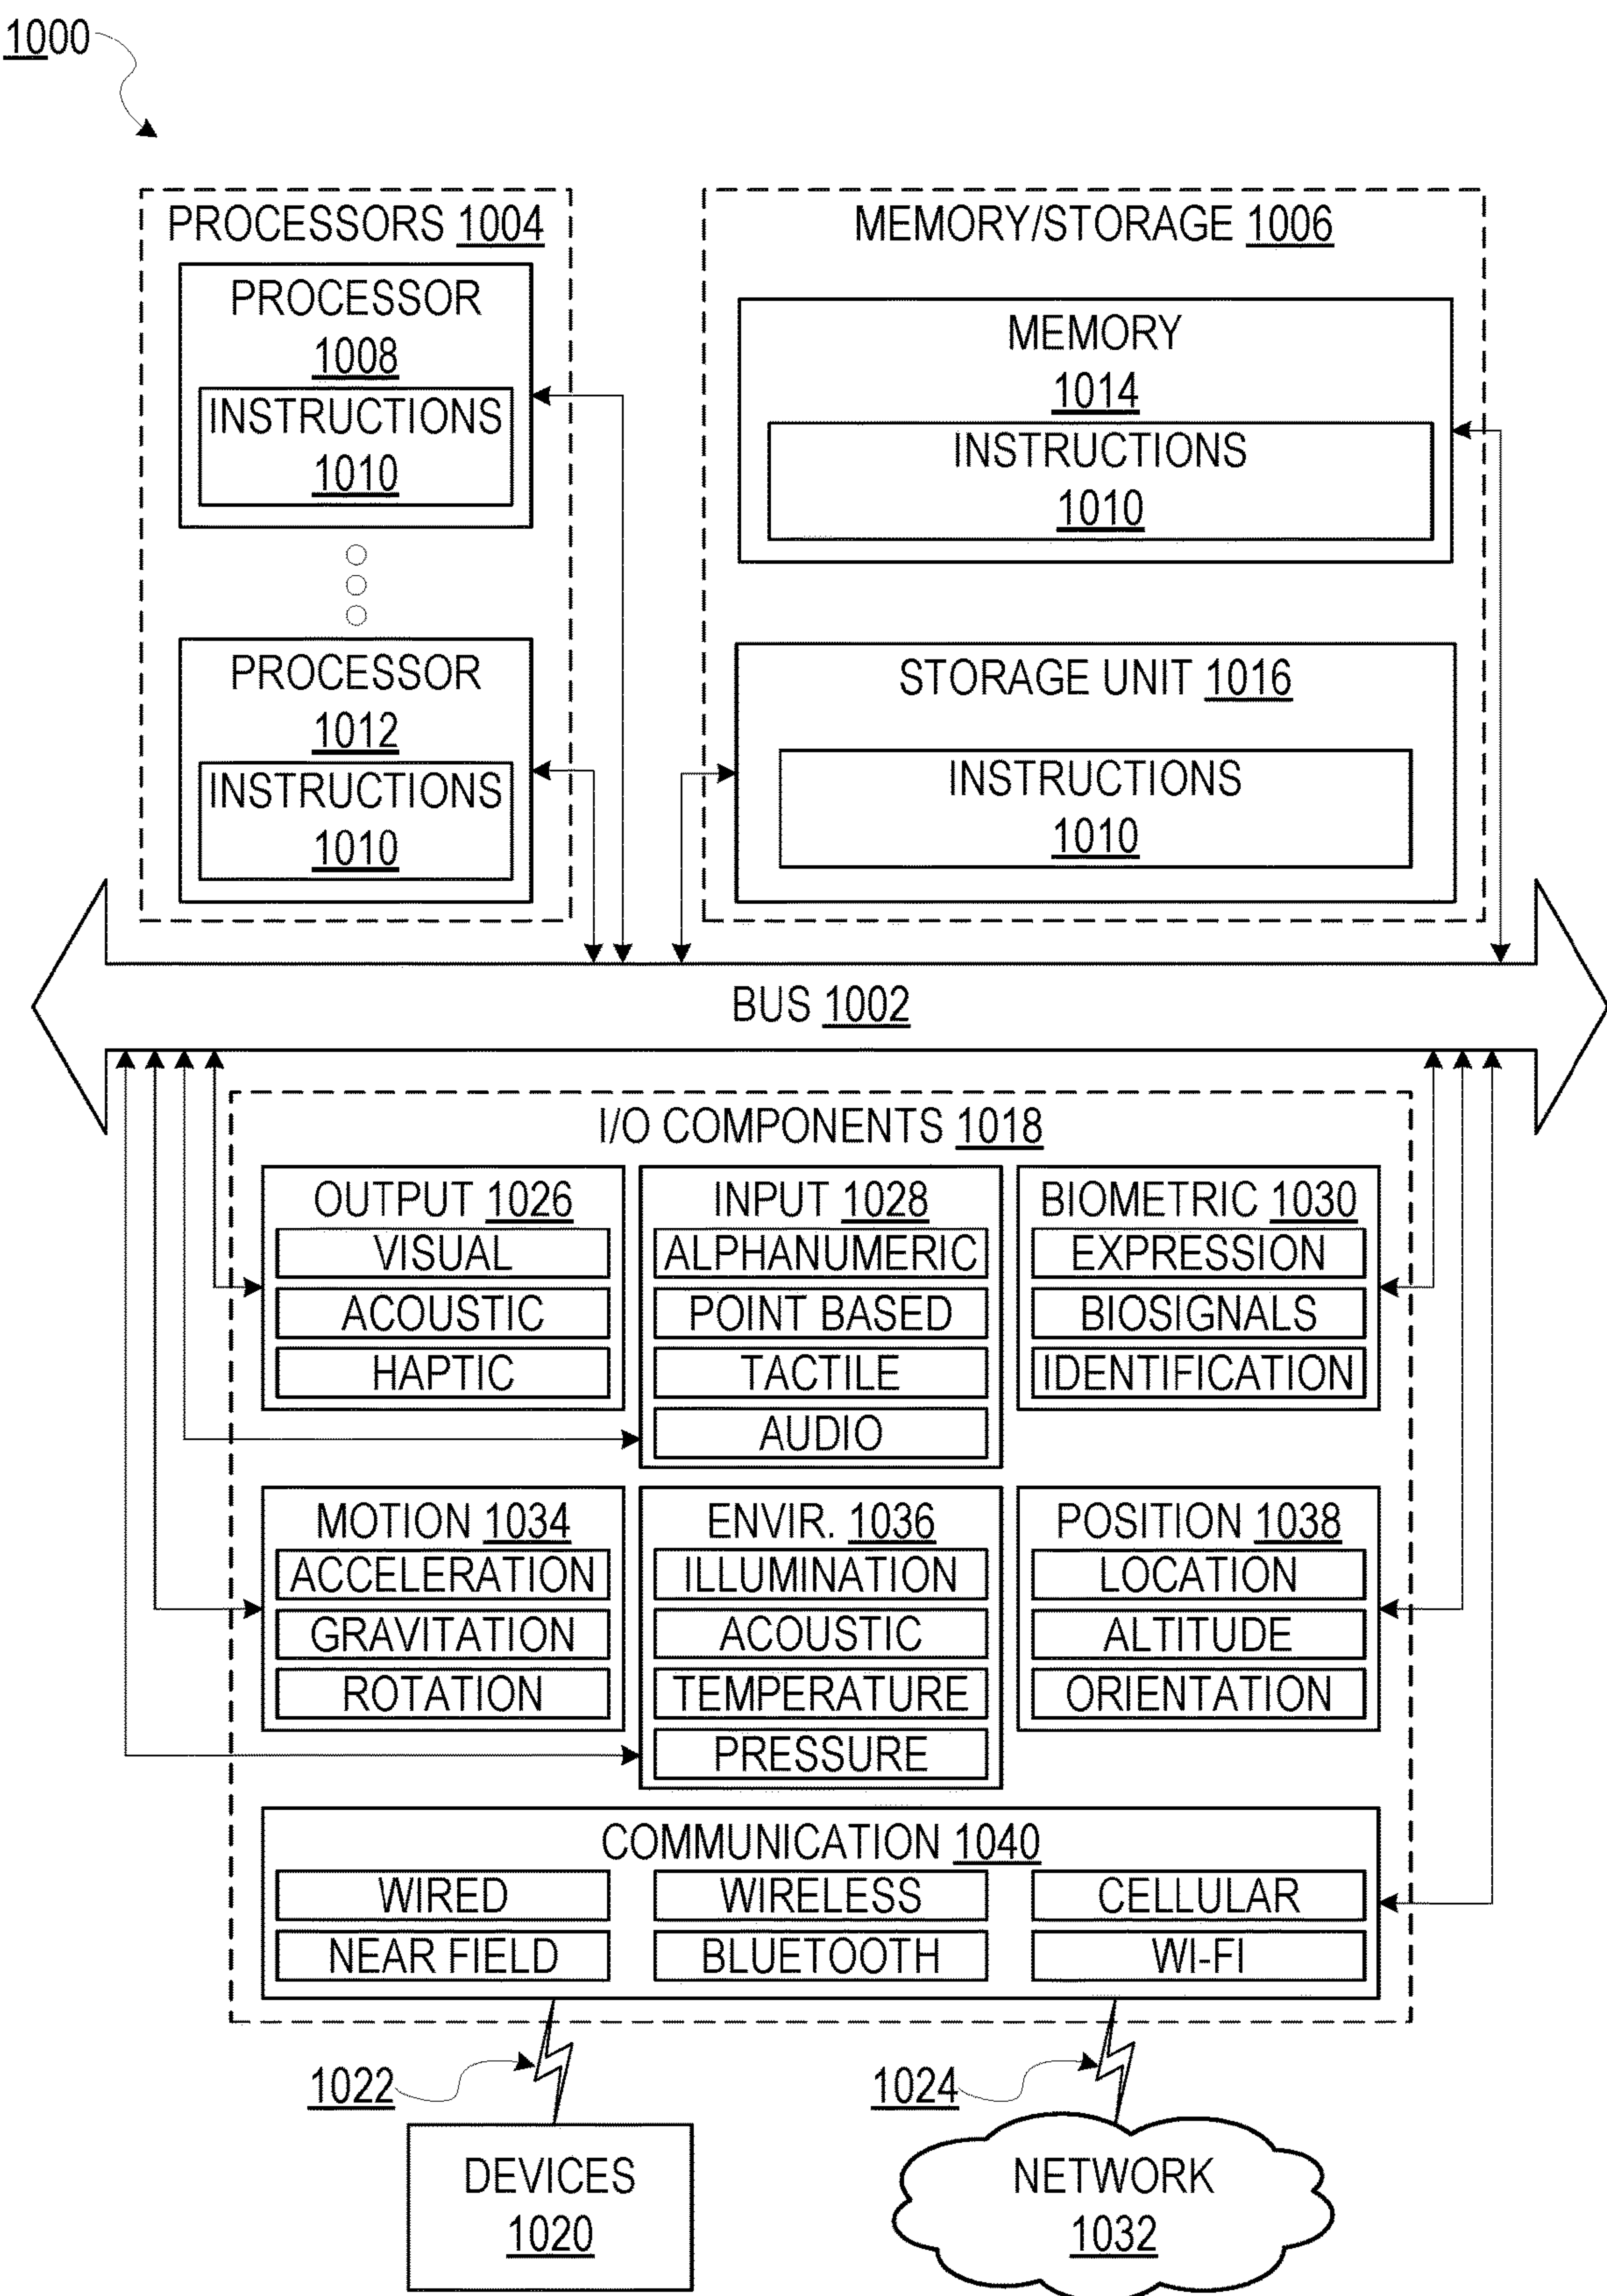 1000
PROCESSORS 1004
PROCESSOR
1008
INSTRUCTIONS
1010
PROCESSOR
1012
INSTRUCTIONS
1010
MEMORY/STORAGE 1006
MEMORY
1014
INSTRUCTIONS
1010
STORAGE UNIT 1016
INSTRUCTIONS
1010
BUS 1002
I/O COMPONENTS 1018
OUTPUT 1026
VISUAL
ACOUSTIC
HAPTIC
INPUT 1028
ALPHANUMERIC
POINT BASED
TACTILE
AUDIO
BIOMETRIC 1030
EXPRESSION
BIOSIGNALS
IDENTIFICATION
MOTION 1034
ACCELERATION
GRAVITATION
ROTATION
ENVIR. 1036
ILLUMINATION
ACOUSTIC
TEMPERATURE
PRESSURE
POSITION 1038
LOCATION
ALTITUDE
ORIENTATION
COMMUNICATION 1040
WIRED
WIRELESS
CELLULAR
NEAR FIELD
BLUETOOTH
WI-FI
1022
1024
DEVICES
1020
NETWORK
1032